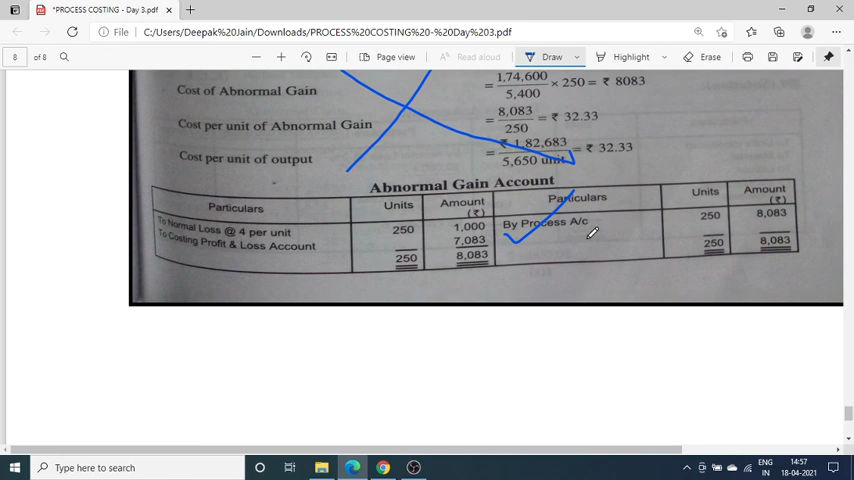 *PROCESS COSTING - Day 3.pdf
File
C:/Users/Deepak%20Jain/Downloads/PROCESS%20COSTING%20-%20Day%203.pdf
8 of 8
Page view
Read aloud
Draw
Highlight
Erase
Cost of Abnormal Gain = 1,74,600 / 5,400 × 250 = ₹ 8083
Cost per unit of Abnormal Gain = 8,083 / 250 = ₹ 32.33
Cost per unit of output = ₹ 1,82,683 / 5,650 unit = ₹ 32.33
Abnormal Gain Account
Particulars Units Amount (₹) Particulars Units Amount (₹)
To Normal Loss @ 4 per unit 250 1,000 By Process A/c 250 8,083
To Costing Profit & Loss Account 7,083
250 8,083 250 8,083
Type here to search
ENG
IN
14:57
18-04-2021